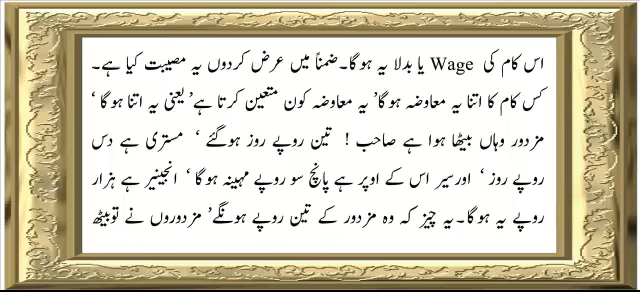 اس کام کی Wage یا بدلا یہ ہوگا۔ضمناً میں عرض کردوں یہ مصیبت کیا ہے۔
کس کام کا اتنا یہ معاوضہ ہوگا’ یہ معاوضہ کون متعین کرتا ہے’ یعنی یہ اتنا ہوگا ‘
مزدور وہاں بیٹھا ہوا ہے صاحب ! تین روپے روز ہوگئے ‘ مستری ہے دس
روپے روز ‘ اورسیر اس کے اوپر ہے پانچ سو روپے مہینہ ہوگا ‘ انجینیر ہے ہزار
روپے یہ ہوگا۔یہ چیز کہ وہ مزدور کے تین روپے ہونگے’ مزدوروں نے توبیٹھ